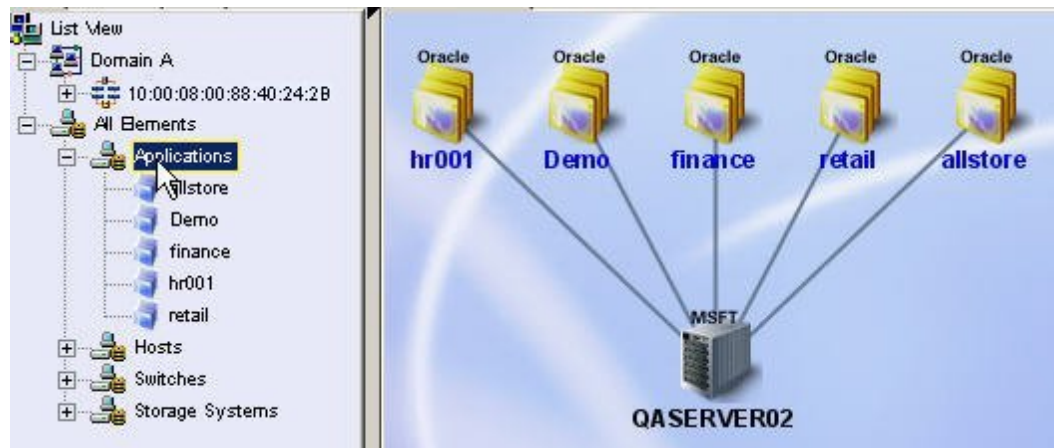 List View
Domain A
10:00:08:00:88:40:24:2B
All Elements
Applications
allstore
Demo
finance
hr001
retail
Hosts
Switches
Storage Systems
Oracle Oracle Oracle Oracle Oracle
hr001 Demo finance retail allstore
MSFT
QASERVER02